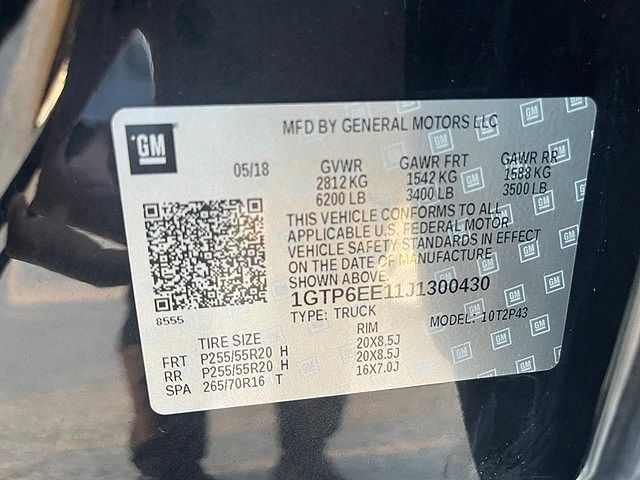 GM
MFD BY GENERAL MOTORS LLC
05/18
GVWR GAWR FRT GAWR RR
2812 KG 1542 KG 1588 KG
6200 LB 3400 LB 3500 LB
THIS VEHICLE CONFORMS TO ALL
APPLICABLE U.S. FEDERAL MOTOR
VEHICLE SAFETY STANDARDS IN EFFECT
ON THE DATE OF MANUFACTURE
SHOWN ABOVE.
1GTP6EE11J1300430
8555
TYPE: TRUCK MODEL: 10T2P43
TIRE SIZE RIM
FRT P255/55R20 H 20X8.5J
RR P255/55R20 H 20X8.5J
SPA 265/70R16 T 16X7.0J